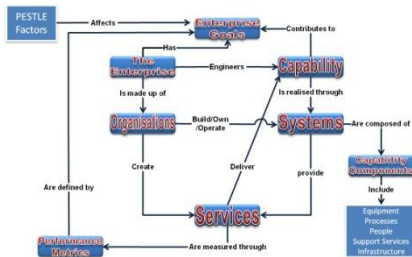 PESTLE
Factors
Affects
Enterprise
Goals
Contributes to
Has
The
Enterprise
Engineers
Capability
Is made up of
Is realised through
Organisations
Build/Own
/Operate
Systems
Are composed of
Capability
Components
Create
Deliver
provide
Include
Are defined by
Equipment
Processes
People
Support Services
Infrastructure
Services
Performance
Metrics
Are measured through